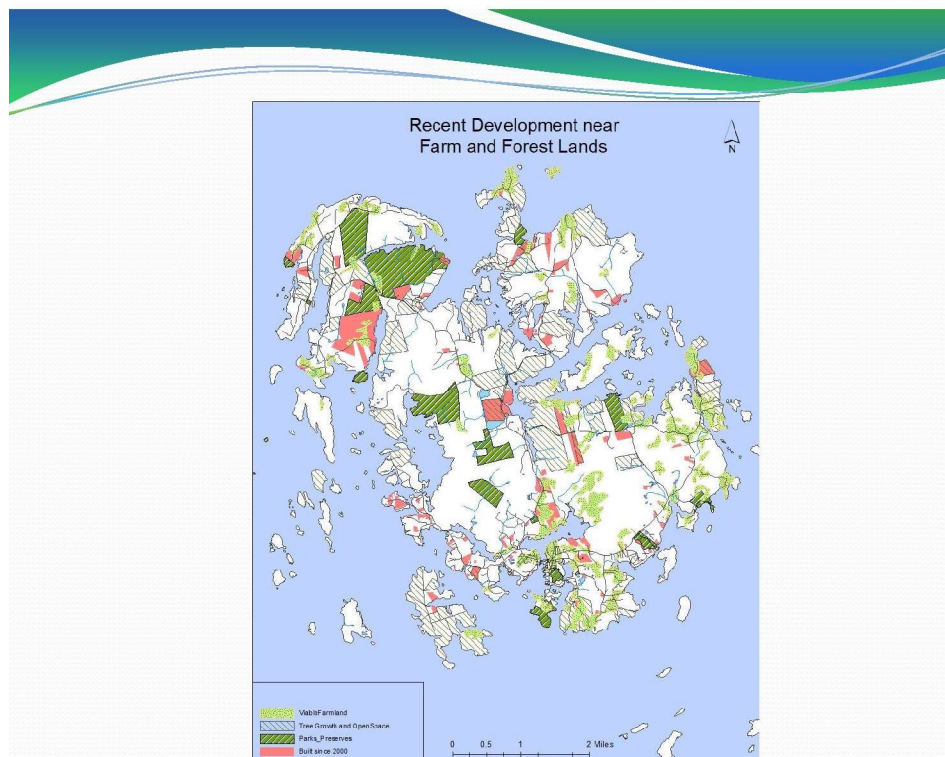 Recent Development near
Farm and Forest Lands
N
ViableFarmland
Tree Growth and OpenSpace
Parks_Preserves
Built since 2000
0 0.5 1 2 Miles